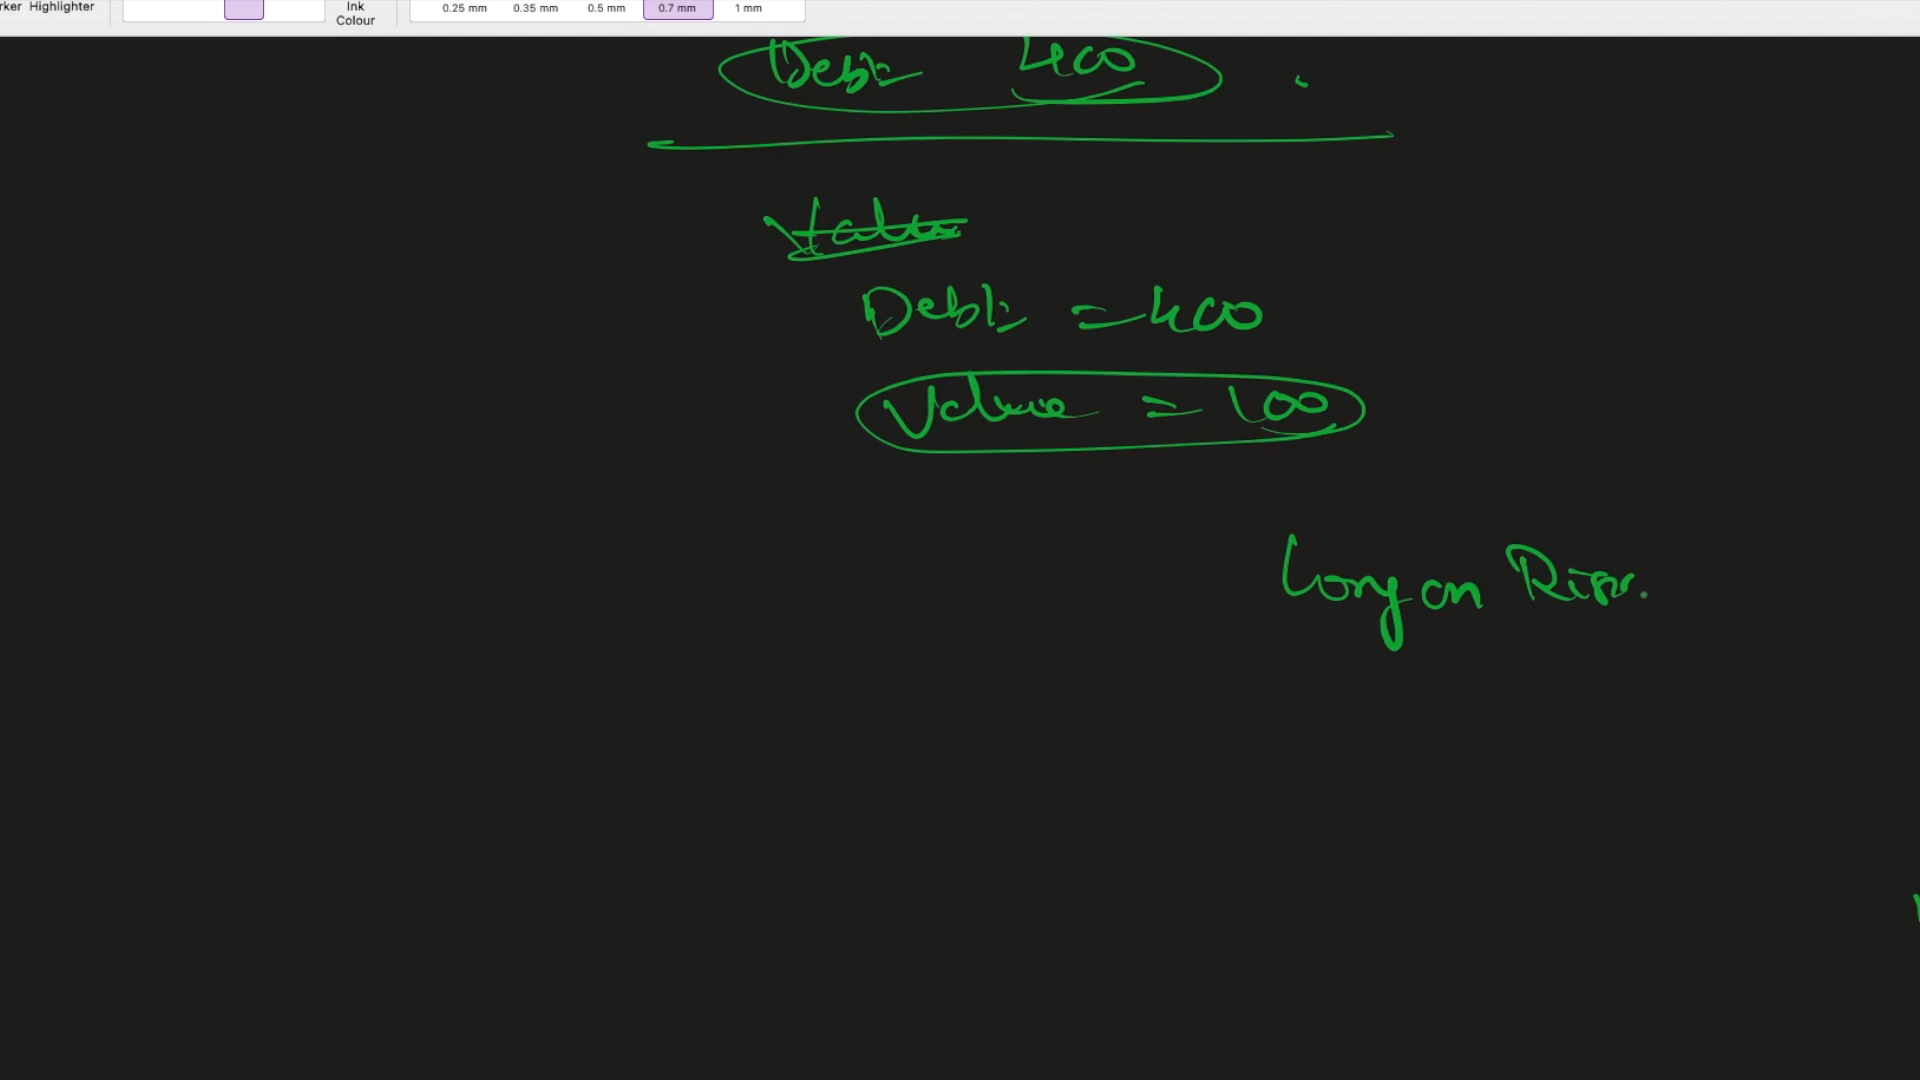 Highlighter
Ink
Colour
0.25 mm
0.35 mm
0.5 mm
0.7 mm
1 mm
Debt 400
Value
Debt = 400
Value = 100
Long on Risk.